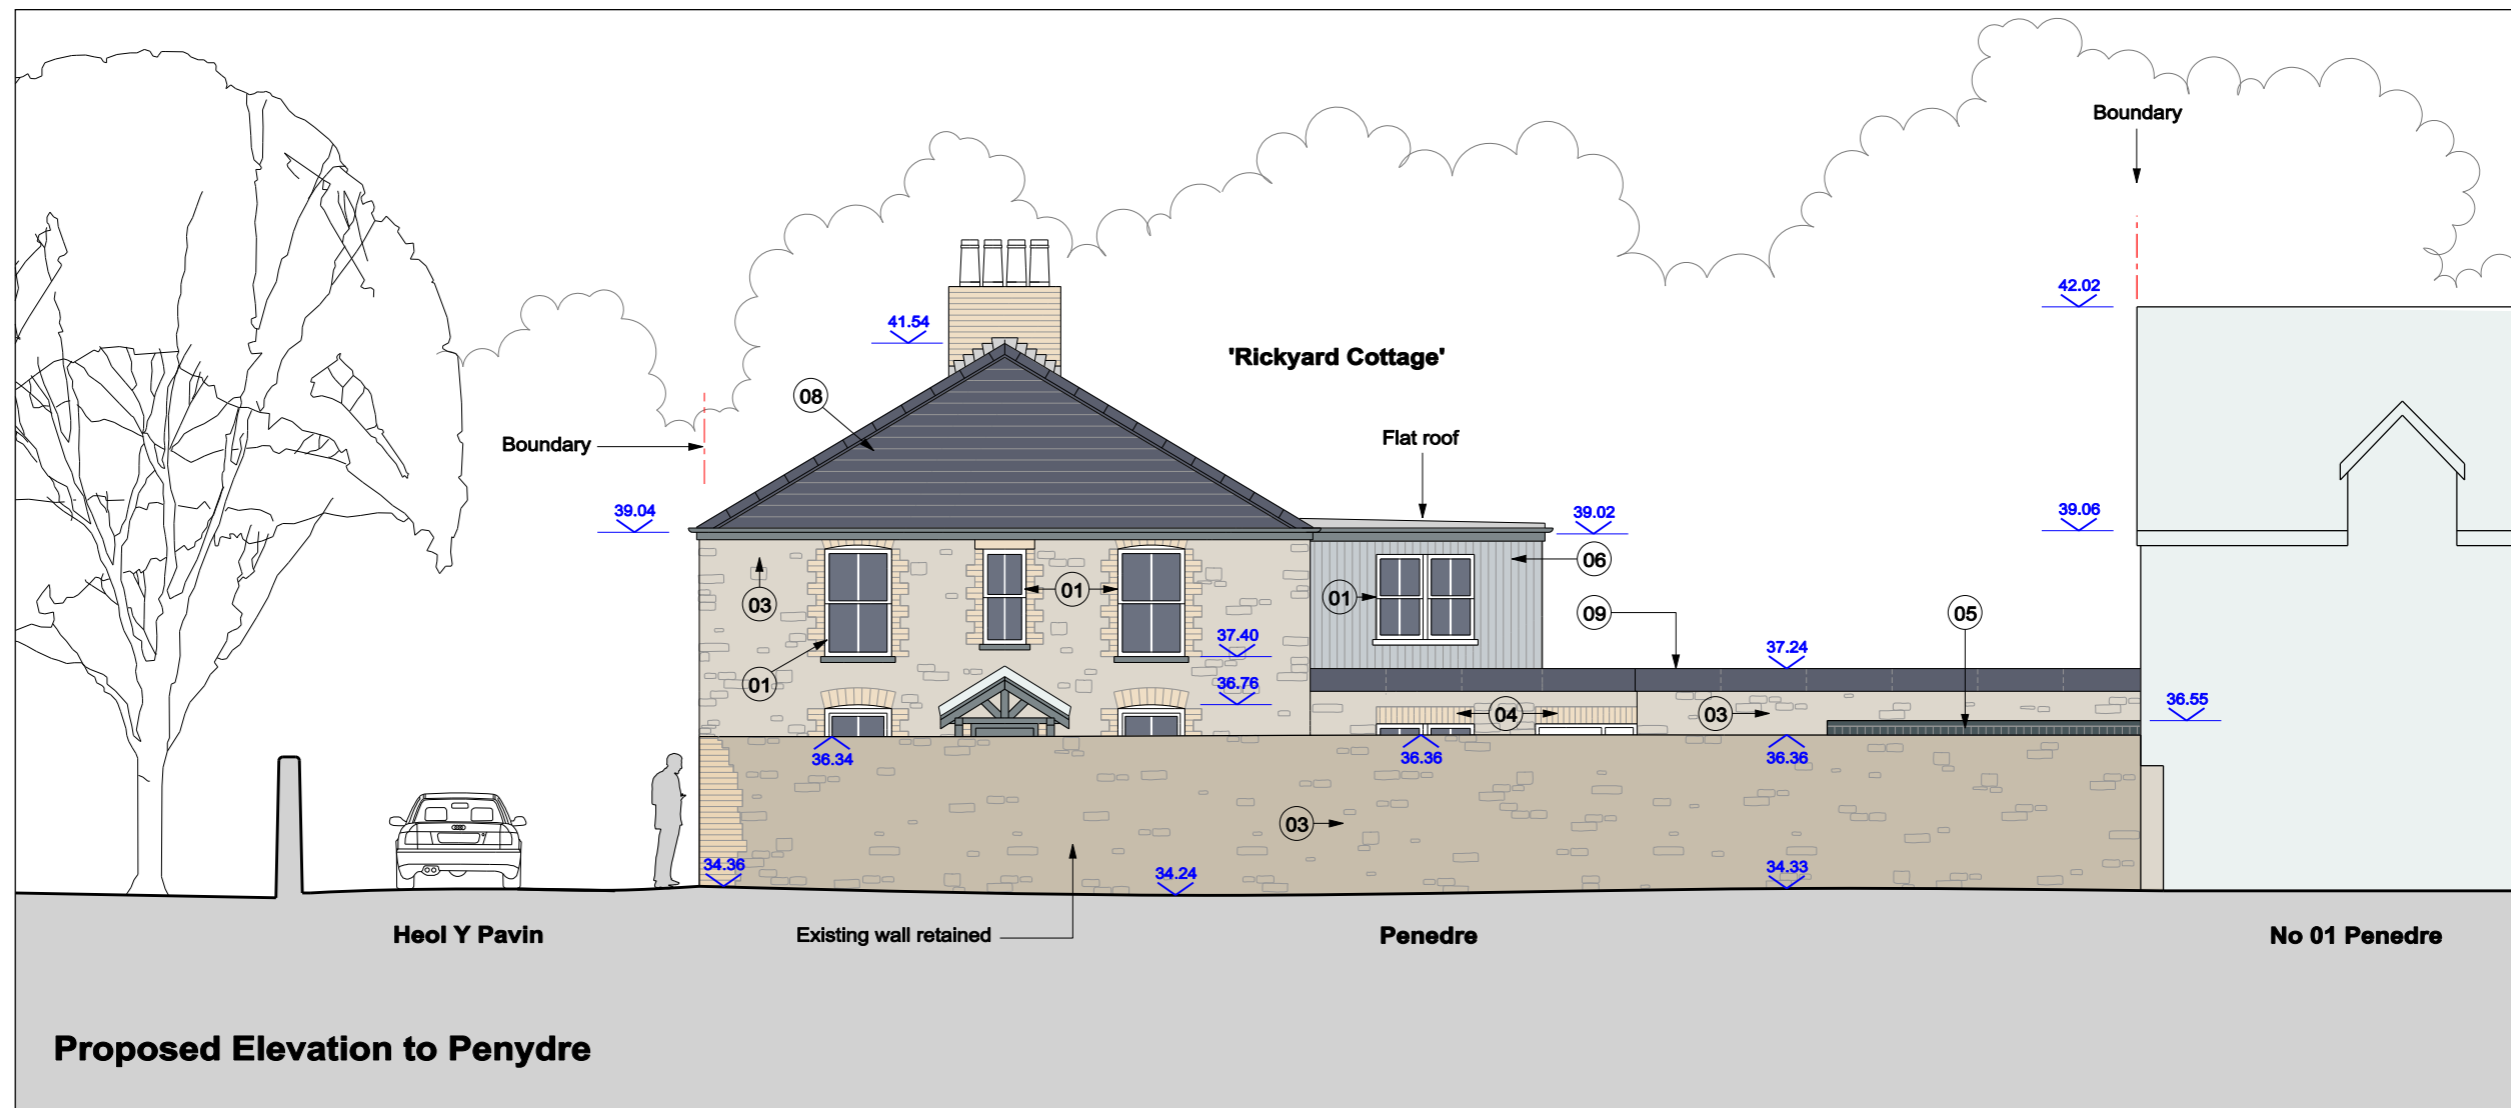 Boundary
42.02
41.54
'Rickyard Cottage'
08
Flat roof
Boundary
39.04
39.02
39.06
06
03
01
01
09
05
37.40
37.24
01
36.76
36.55
04
03
36.34
36.36
36.36
03
34.36
34.24
34.33
Heol Y Pavin
Existing wall retained
Penedre
No 01 Penedre
Proposed Elevation to Penydre